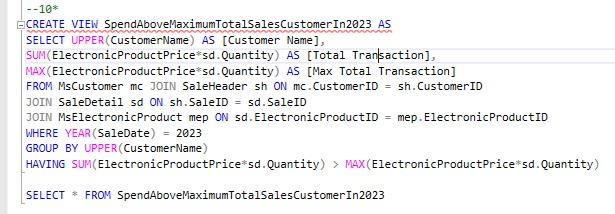 --10*
CREATE VIEW SpendAboveMaximumTotalSalesCustomerIn2023 AS
SELECT UPPER(CustomerName) AS [Customer Name],
SUM(ElectronicProductPrice*sd.Quantity) AS [Total Transaction],
MAX(ElectronicProductPrice*sd.Quantity) AS [Max Total Transaction]
FROM MsCustomer mc JOIN SaleHeader sh ON mc.CustomerID = sh.CustomerID
JOIN SaleDetail sd ON sh.SaleID = sd.SaleID
JOIN MsElectronicProduct mep ON sd.ElectronicProductID = mep.ElectronicProductID
WHERE YEAR(SaleDate) = 2023
GROUP BY UPPER(CustomerName)
HAVING SUM(ElectronicProductPrice*sd.Quantity) > MAX(ElectronicProductPrice*sd.Quantity)
SELECT * FROM SpendAboveMaximumTotalSalesCustomerIn2023